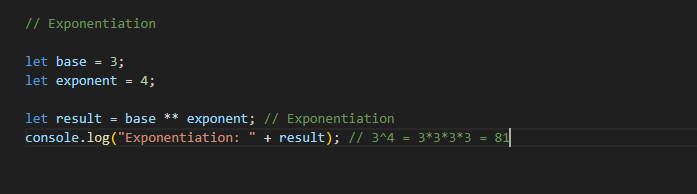 // Exponentiation
let base = 3;
let exponent = 4;
let result = base ** exponent; // Exponentiation
console.log("Exponentiation: " + result); // 3^4 = 3*3*3*3 = 81